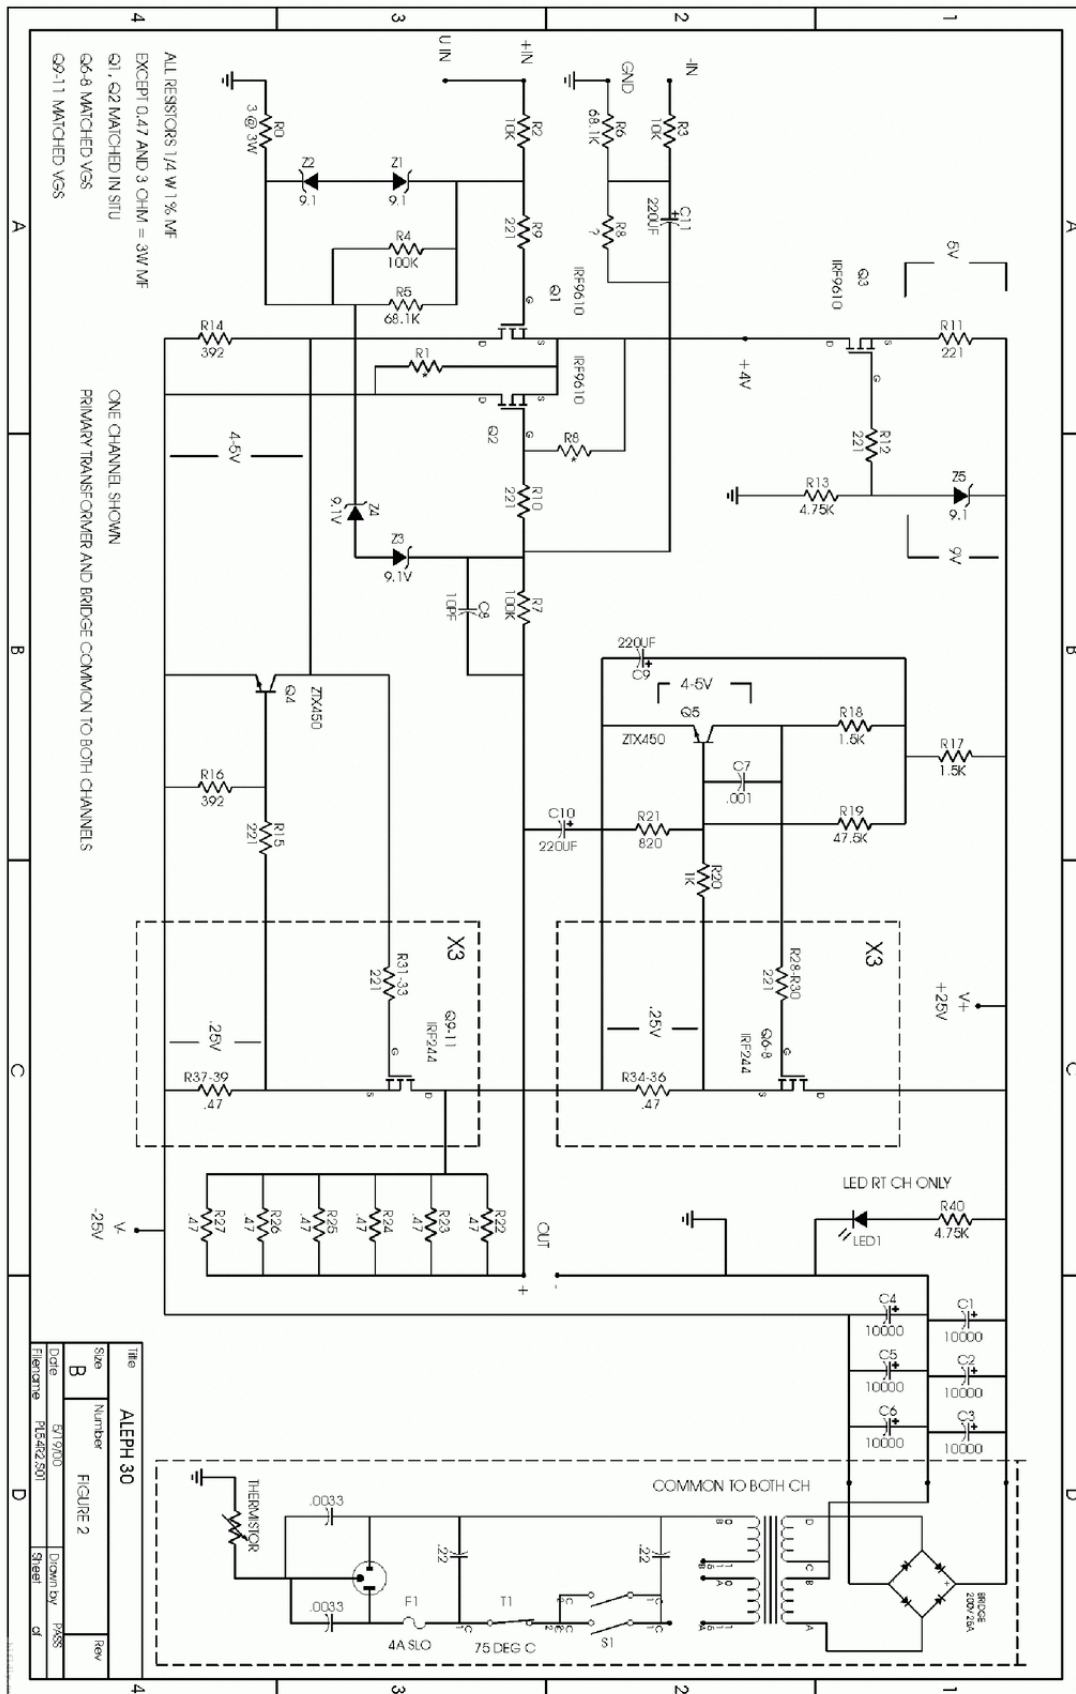 4
3
2
1
A
B
C
D
ALL RESISTORS 1/4 W 1 % MF
EXCEPT 0.47 AND 3 OHM = 3W MF
Q1, Q2 MATCHED IN SITU
Q6-8 MATCHED VGS
Q9-11 MATCHED VGS
ONE CHANNEL SHOWN
PRIMARY TRANSFORMER AND BRIDGE COMMON TO BOTH CHANNELS
U IN
+IN
GND
-IN
R0
3 @ 3W
R2
10K
R6
68.1K
R3
10K
Z2
9.1
Z1
9.1
R9
221
R8
?
C11
220UF
R4
100K
R5
68.1K
5V
Q3
IRF9610
Q1
IRF9610
G
D
S
R14
392
R1
*
+4V
R11
221
D
S
G
IRF9610
Q2
D
S
G
R8
*
R12
221
4-5V
R10
221
R13
4.75K
Z5
9.1
Z4
9.1V
Z3
9.1V
9V
C8
10PF
R7
100K
220UF
C9
4-5V
Q5
ZTX450
Q4
ZTX450
R18
1.5K
R17
1.5K
C7
.001
R16
392
R15
221
C10
220UF
R21
820
R19
47.5K
R20
1K
X3
X3
R31-33
221
R28-R30
221
V+
+25V
.25V
Q9-11
IRF244
.25V
Q6-8
IRF244
G
G
R37-39
.47
S
D
R34-36
.47
S
D
LED RT CH ONLY
R40
4.75K
LED1
R27
.47
R26
.47
R25
.47
R24
.47
R23
.47
R22
.47
OUT
V-
-25V
+
-
C4
10000
C1
10000
C5
10000
C2
10000
C6
10000
C3
10000
COMMON TO BOTH CH
THERMISTOR
.0033
.0033
.22
.22
F1
4A SLO
T1
75 DEG C
S1
BRIDGE
200V 25A
Title
ALEPH 30
Size
B
Number
FIGURE 2
Rev
Date
5/19/00
Drawn by
PASS
Filename
Sheet
of
A
B
C
D
4
3
2
1